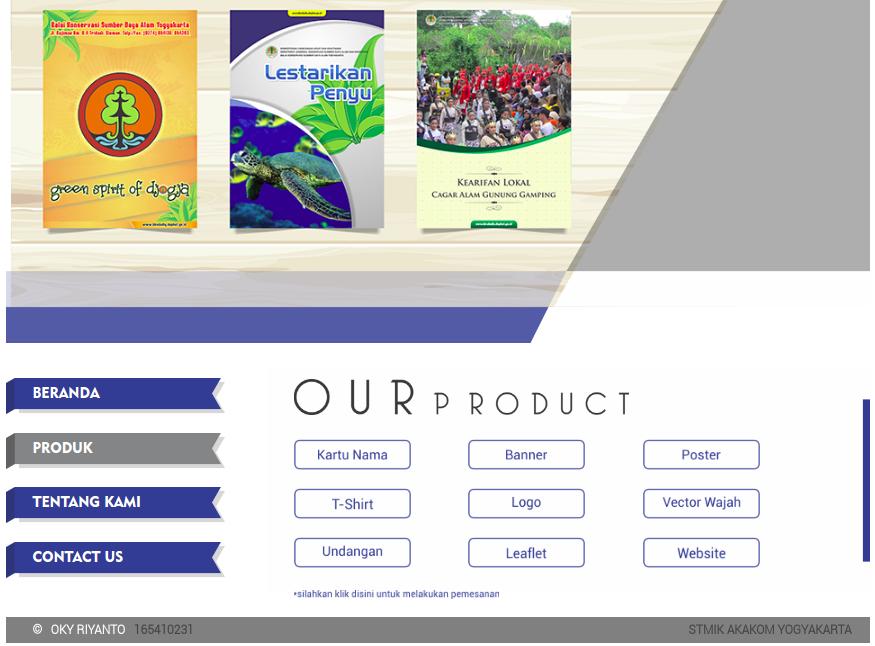 Balai Konservasi Sumber Daya Alam Yogyakarta
green spirit of djogja
Lestarikan
Penyu
KEARIFAN LOKAL
CAGAR ALAM GUNUNG GAMPING
OUR PRODUCT
BERANDA
PRODUK
TENTANG KAMI
CONTACT US
Kartu Nama
Banner
Poster
T-Shirt
Logo
Vector Wajah
Undangan
Leaflet
Website
*silahkan klik disini untuk melakukan pemesanan
© OKY RIYANTO 165410231
STMIK AKAKOM YOGYAKARTA